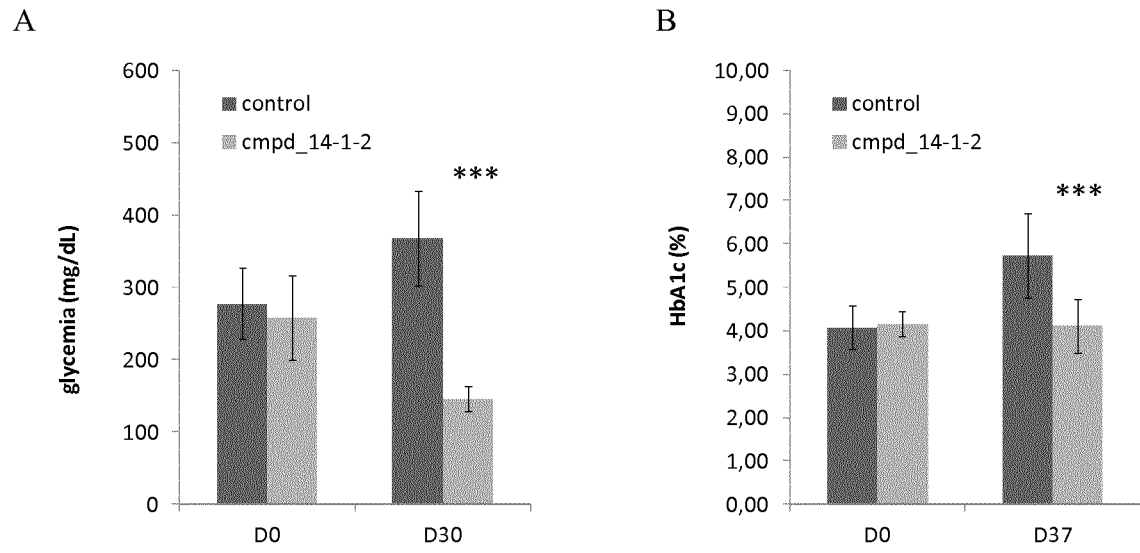 A
600
500
400
300
200
100
0
glycemia (mg/dL)
control
cmpd_14-1-2
***
D0 D30
B
10,00
9,00
8,00
7,00
6,00
5,00
4,00
3,00
2,00
1,00
0,00
HbA1c (%)
control
cmpd_14-1-2
***
D0 D37